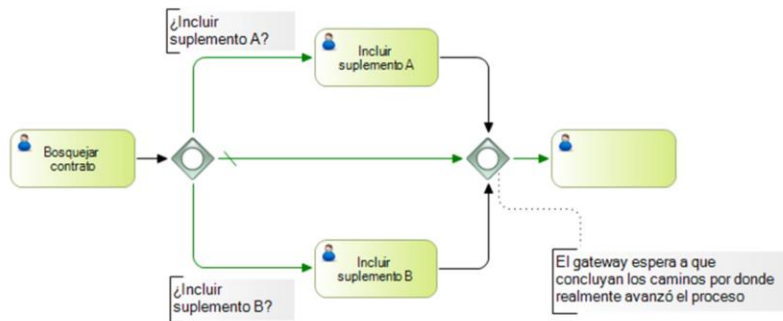 ¿Incluir
suplemento A?
Incluir
suplemento A
Bosquejar
contrato
Incluir
suplemento B
¿Incluir
suplemento B?
El gateway espera a que
concluyan los caminos por donde
realmente avanzó el proceso